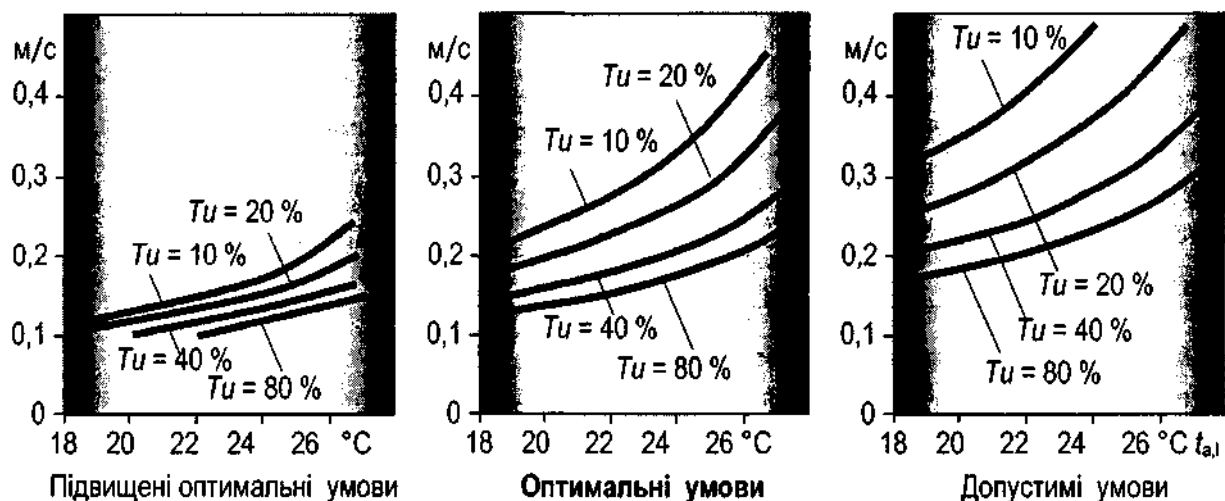 м/с
0,4
0,3
0,2
0,1
0
Tu = 20 %
Tu = 10 %
Tu = 40 %
Tu = 80 %
18 20 22 24 26 °C
Підвищені оптимальні умови
м/с
0,4
0,3
0,2
0,1
0
Tu = 20 %
Tu = 10 %
Tu = 40 %
Tu = 80 %
18 20 22 24 26 °C
Оптимальні умови
м/с
0,4
0,3
0,2
0,1
0
Tu = 10 %
Tu = 20 %
Tu = 40 %
Tu = 80 %
18 20 22 24 26 °C ta,l
Допустимі умови